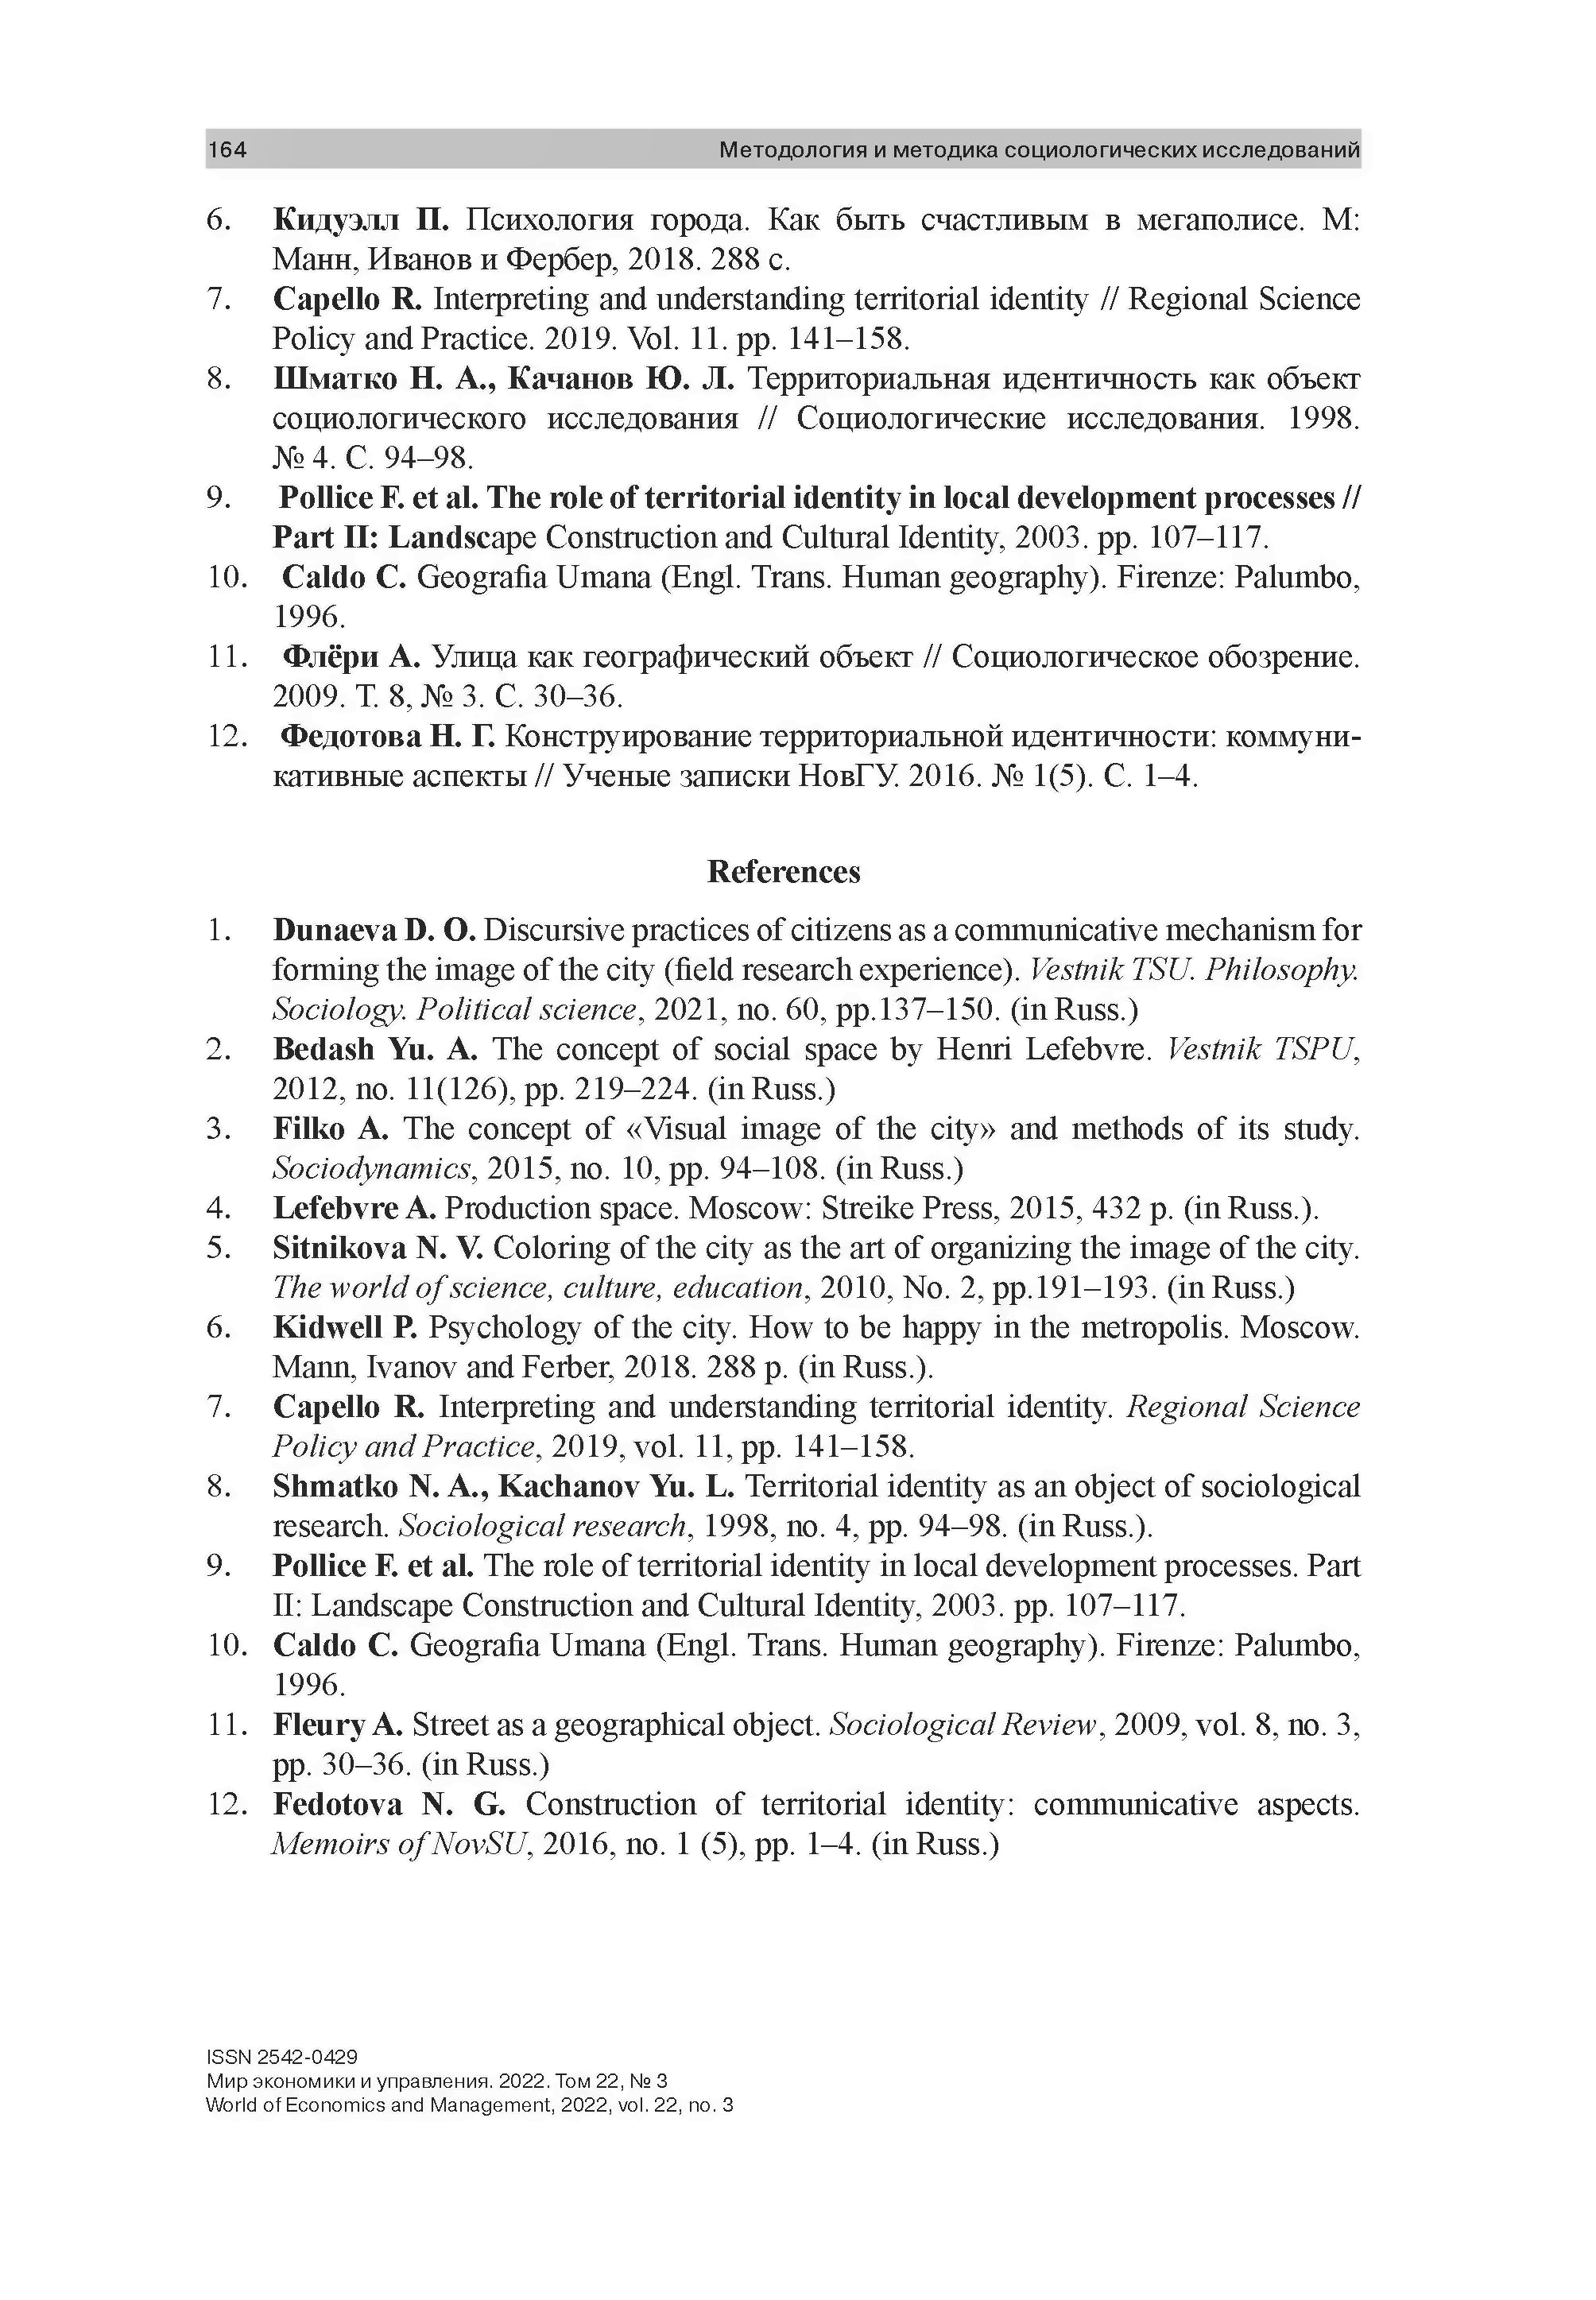 164 Методология и методика социологических исследований
6. Кидуэлл П. Психология города. Как быть счастливым в мегаполисе. М:
Манн, Иванов и Фербер, 2018. 288 с.
7. Capello R. Interpreting and understanding territorial identity // Regional Science
Policy and Practice. 2019. Vol. 11. pp. 141–158.
8. Шматко Н. А., Качанов Ю. Л. Территориальная идентичность как объект
социологического исследования // Социологические исследования. 1998.
№ 4. С. 94–98.
9. Pollice F. et al. The role of territorial identity in local development processes //
Part II: Landscape Construction and Cultural Identity, 2003. pp. 107–117.
10. Caldo C. Geografia Umana (Engl. Trans. Human geography). Firenze: Palumbo,
1996.
11. Флёри А. Улица как географический объект // Социологическое обозрение.
2009. Т. 8, № 3. С. 30–36.
12. Федотова Н. Г. Конструирование территориальной идентичности: коммуни-
кативные аспекты // Ученые записки НовГУ. 2016. № 1(5). С. 1–4.
References
1. Dunaeva D. O. Discursive practices of citizens as a communicative mechanism for
forming the image of the city (field research experience). Vestnik TSU. Philosophy.
Sociology. Political science, 2021, no. 60, pp.137–150. (in Russ.)
2. Bedash Yu. A. The concept of social space by Henri Lefebvre. Vestnik TSPU,
2012, no. 11(126), pp. 219–224. (in Russ.)
3. Filko A. The concept of «Visual image of the city» and methods of its study.
Sociodynamics, 2015, no. 10, pp. 94–108. (in Russ.)
4. Lefebvre A. Production space. Moscow: Streike Press, 2015, 432 p. (in Russ.).
5. Sitnikova N. V. Coloring of the city as the art of organizing the image of the city.
The world of science, culture, education, 2010, No. 2, pp.191–193. (in Russ.)
6. Kidwell P. Psychology of the city. How to be happy in the metropolis. Moscow.
Mann, Ivanov and Ferber, 2018. 288 p. (in Russ.).
7. Capello R. Interpreting and understanding territorial identity. Regional Science
Policy and Practice, 2019, vol. 11, pp. 141–158.
8. Shmatko N. A., Kachanov Yu. L. Territorial identity as an object of sociological
research. Sociological research, 1998, no. 4, pp. 94–98. (in Russ.).
9. Pollice F. et al. The role of territorial identity in local development processes. Part
II: Landscape Construction and Cultural Identity, 2003. pp. 107–117.
10. Caldo C. Geografia Umana (Engl. Trans. Human geography). Firenze: Palumbo,
1996.
11. Fleury A. Street as a geographical object. Sociological Review, 2009, vol. 8, no. 3,
pp. 30–36. (in Russ.)
12. Fedotova N. G. Construction of territorial identity: communicative aspects.
Memoirs of NovSU, 2016, no. 1 (5), pp. 1–4. (in Russ.)
ISSN 2542-0429
Мир экономики и управления. 2022. Том 22, № 3
World of Economics and Management, 2022, vol. 22, no. 3